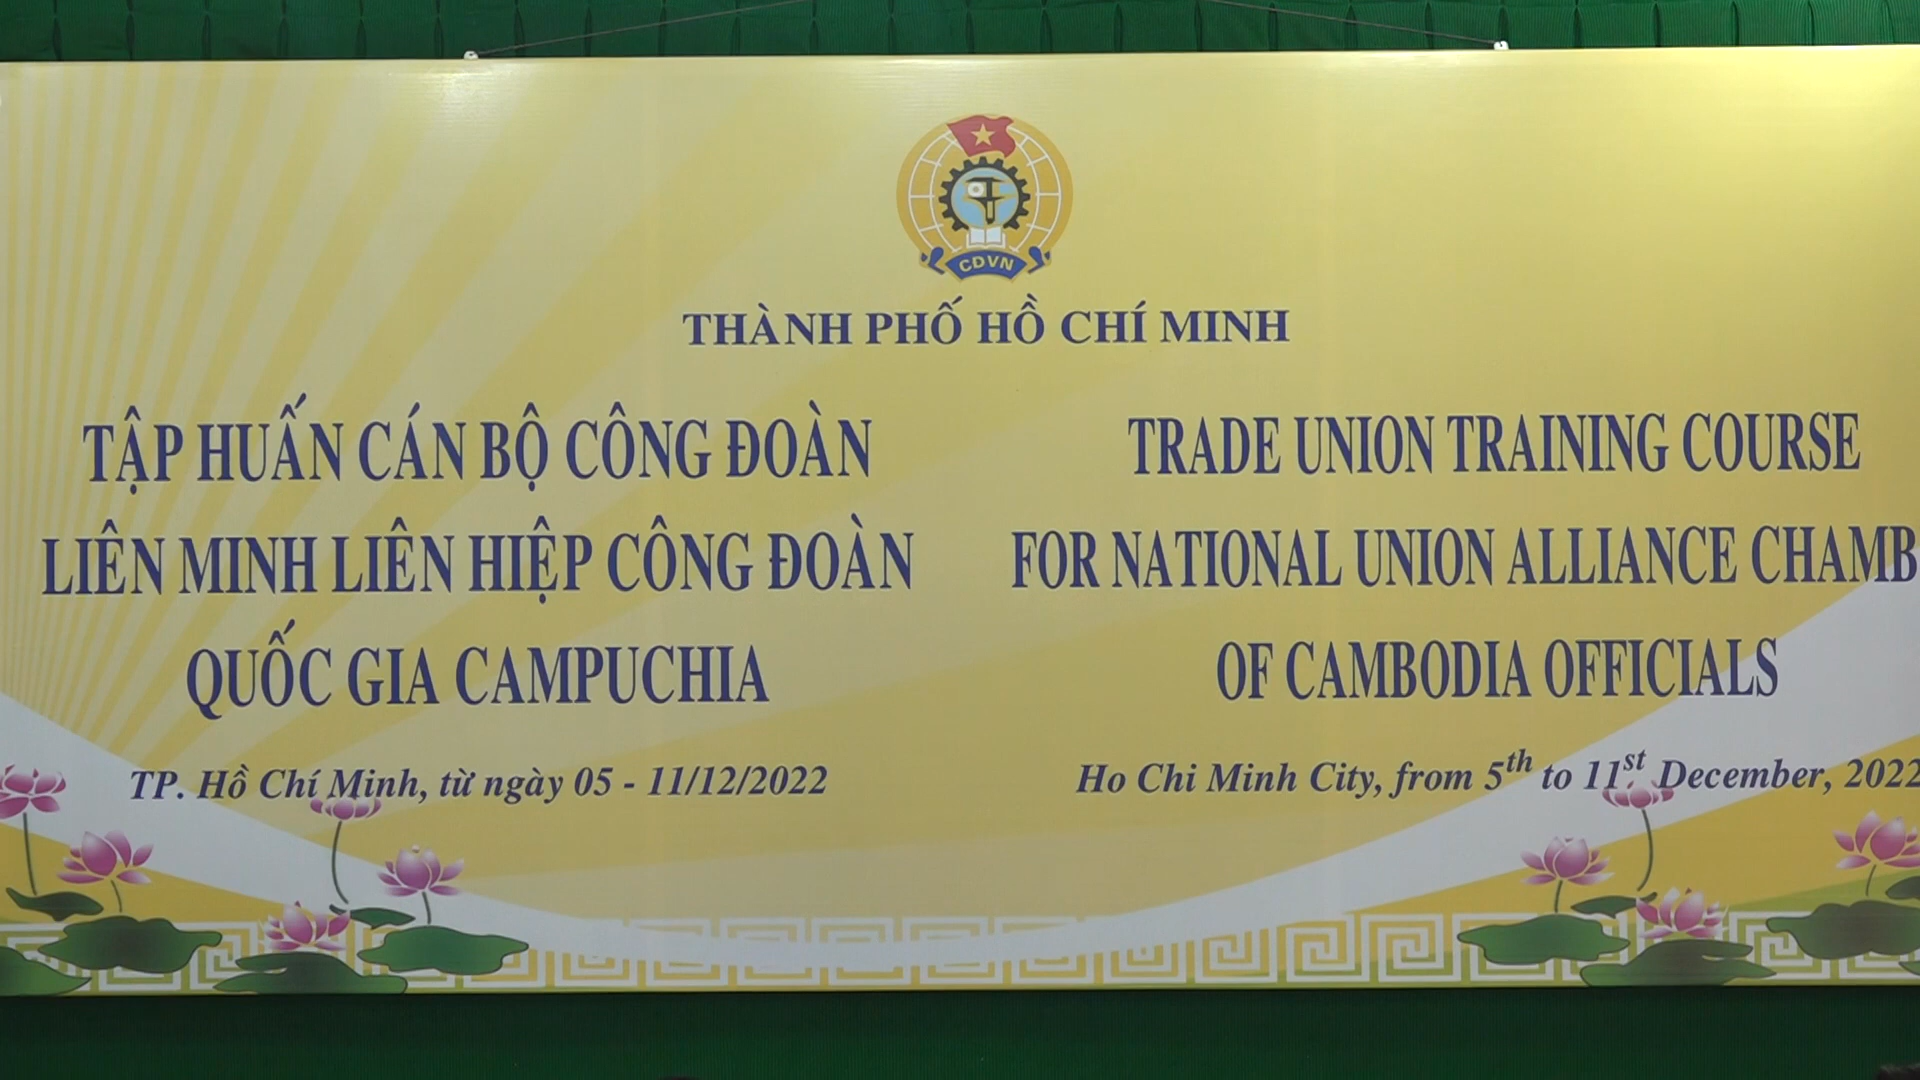 CDVN
THÀNH PHỐ HỒ CHÍ MINH
TẬP HUẤN CÁN BỘ CÔNG ĐOÀN
LIÊN MINH LIÊN HIỆP CÔNG ĐOÀN
QUỐC GIA CAMPUCHIA
TP. Hồ Chí Minh, từ ngày 05 - 11/12/2022
TRADE UNION TRAINING COURSE
FOR NATIONAL UNION ALLIANCE CHAMB
OF CAMBODIA OFFICIALS
Ho Chi Minh City, from 5th to 11st December, 2022